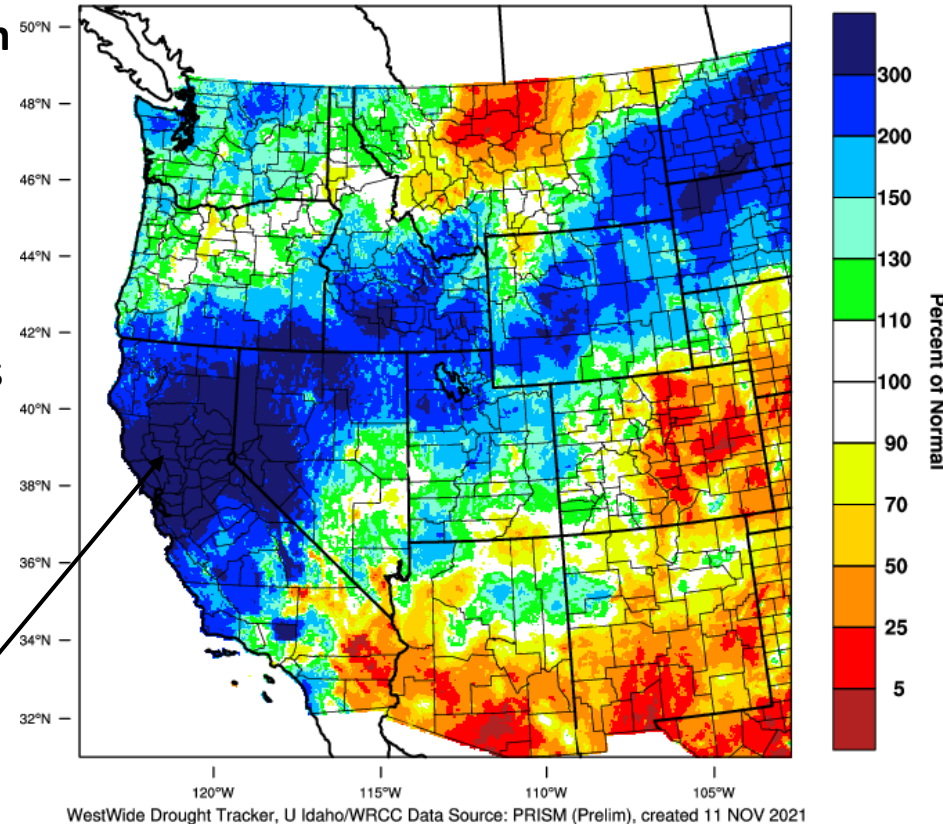 n
s
50°N
48°N
46°N
44°N
42°N
40°N
38°N
36°N
34°N
32°N
120°W 115°W 110°W 105°W
300
200
150
130
110
100
90
70
50
25
5
Percent of Normal
WestWide Drought Tracker, U Idaho/WRCC Data Source: PRISM (Prelim), created 11 NOV 2021